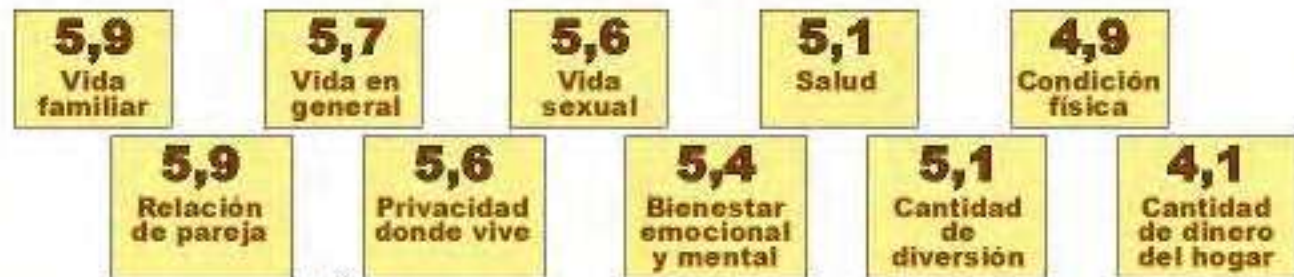 5,9
Vida
familiar
5,7
Vida en
general
5,6
Vida
sexual
5,1
Salud
4,9
Condición
física
5,9
Relación
de pareja
5,6
Privacidad
donde vive
5,4
Bienestar
emocional
y mental
5,1
Cantidad
de
diversión
4,1
Cantidad
de dinero
del hogar